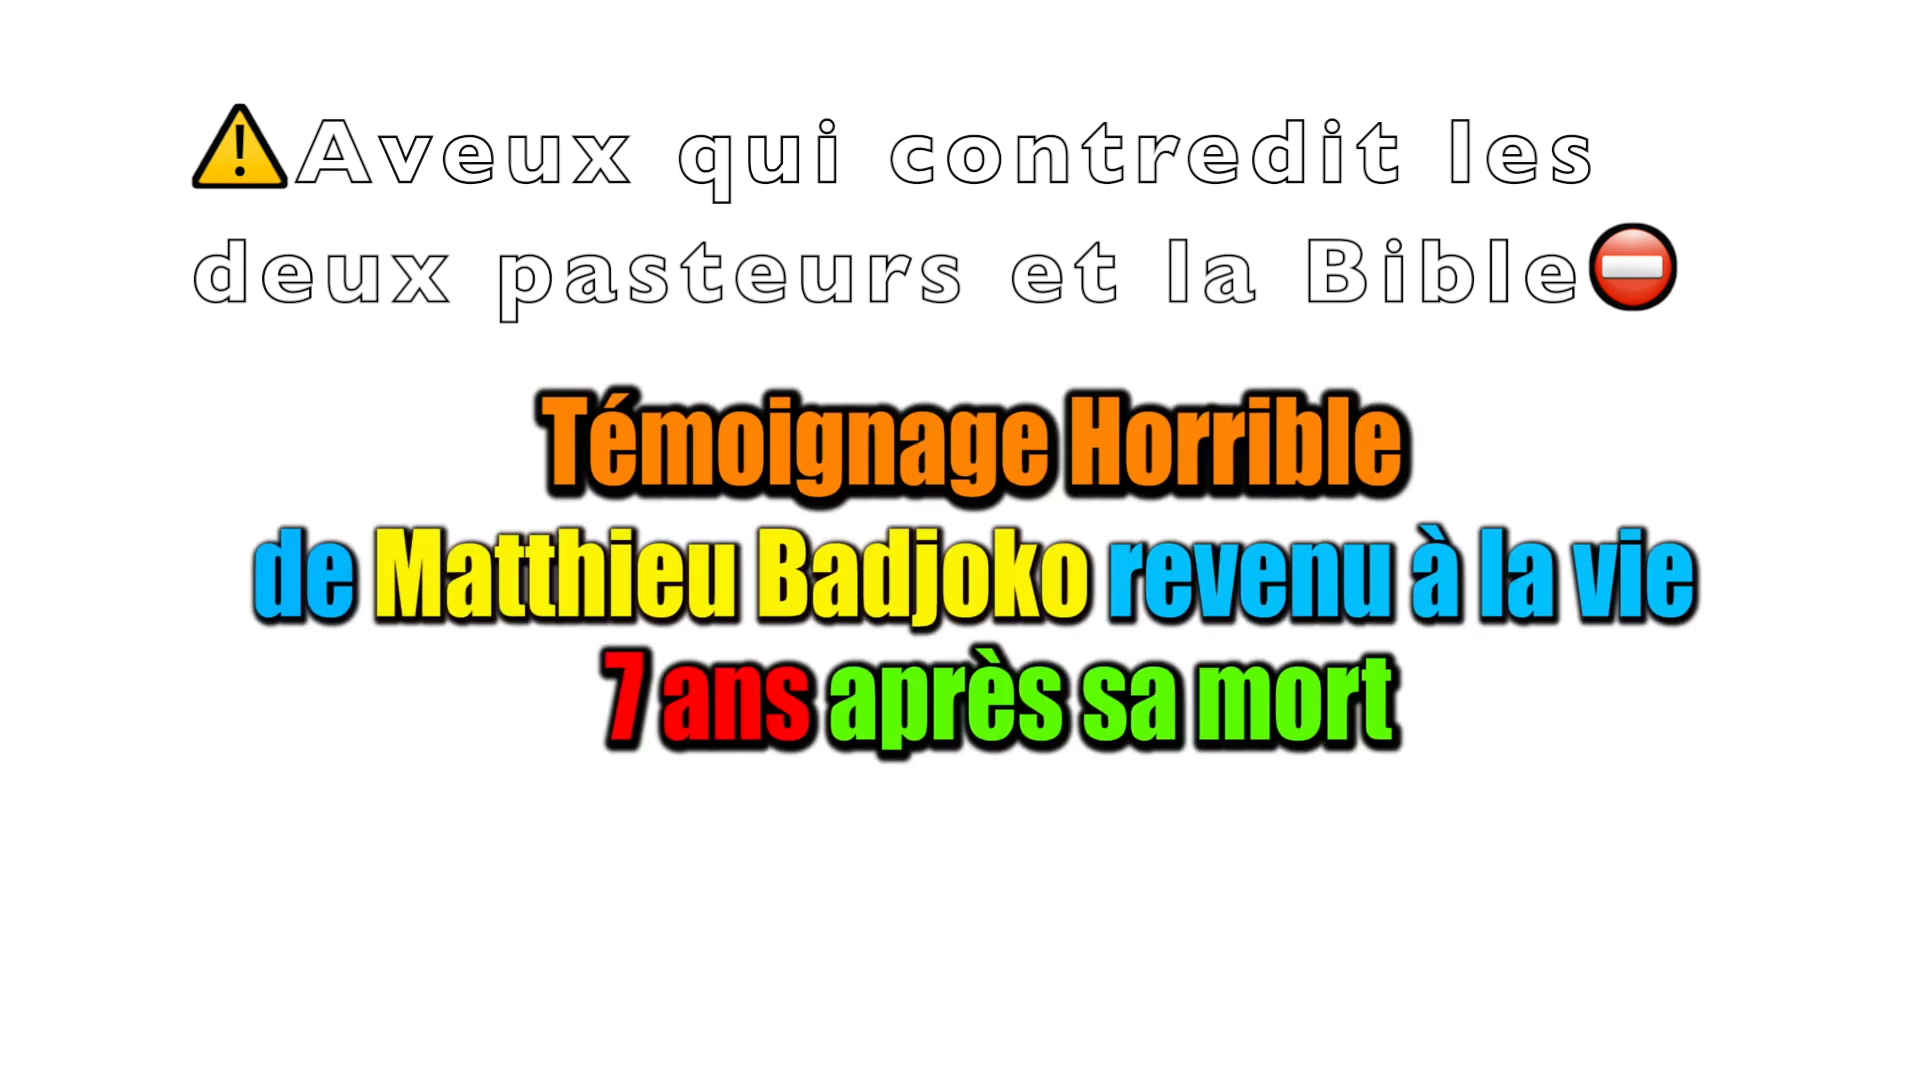 ⚠️Aveux qui contredit les
deux pasteurs et la Bible⛔
Témoignage Horrible
de Matthieu Badjoko revenu à la vie
7 ans après sa mort